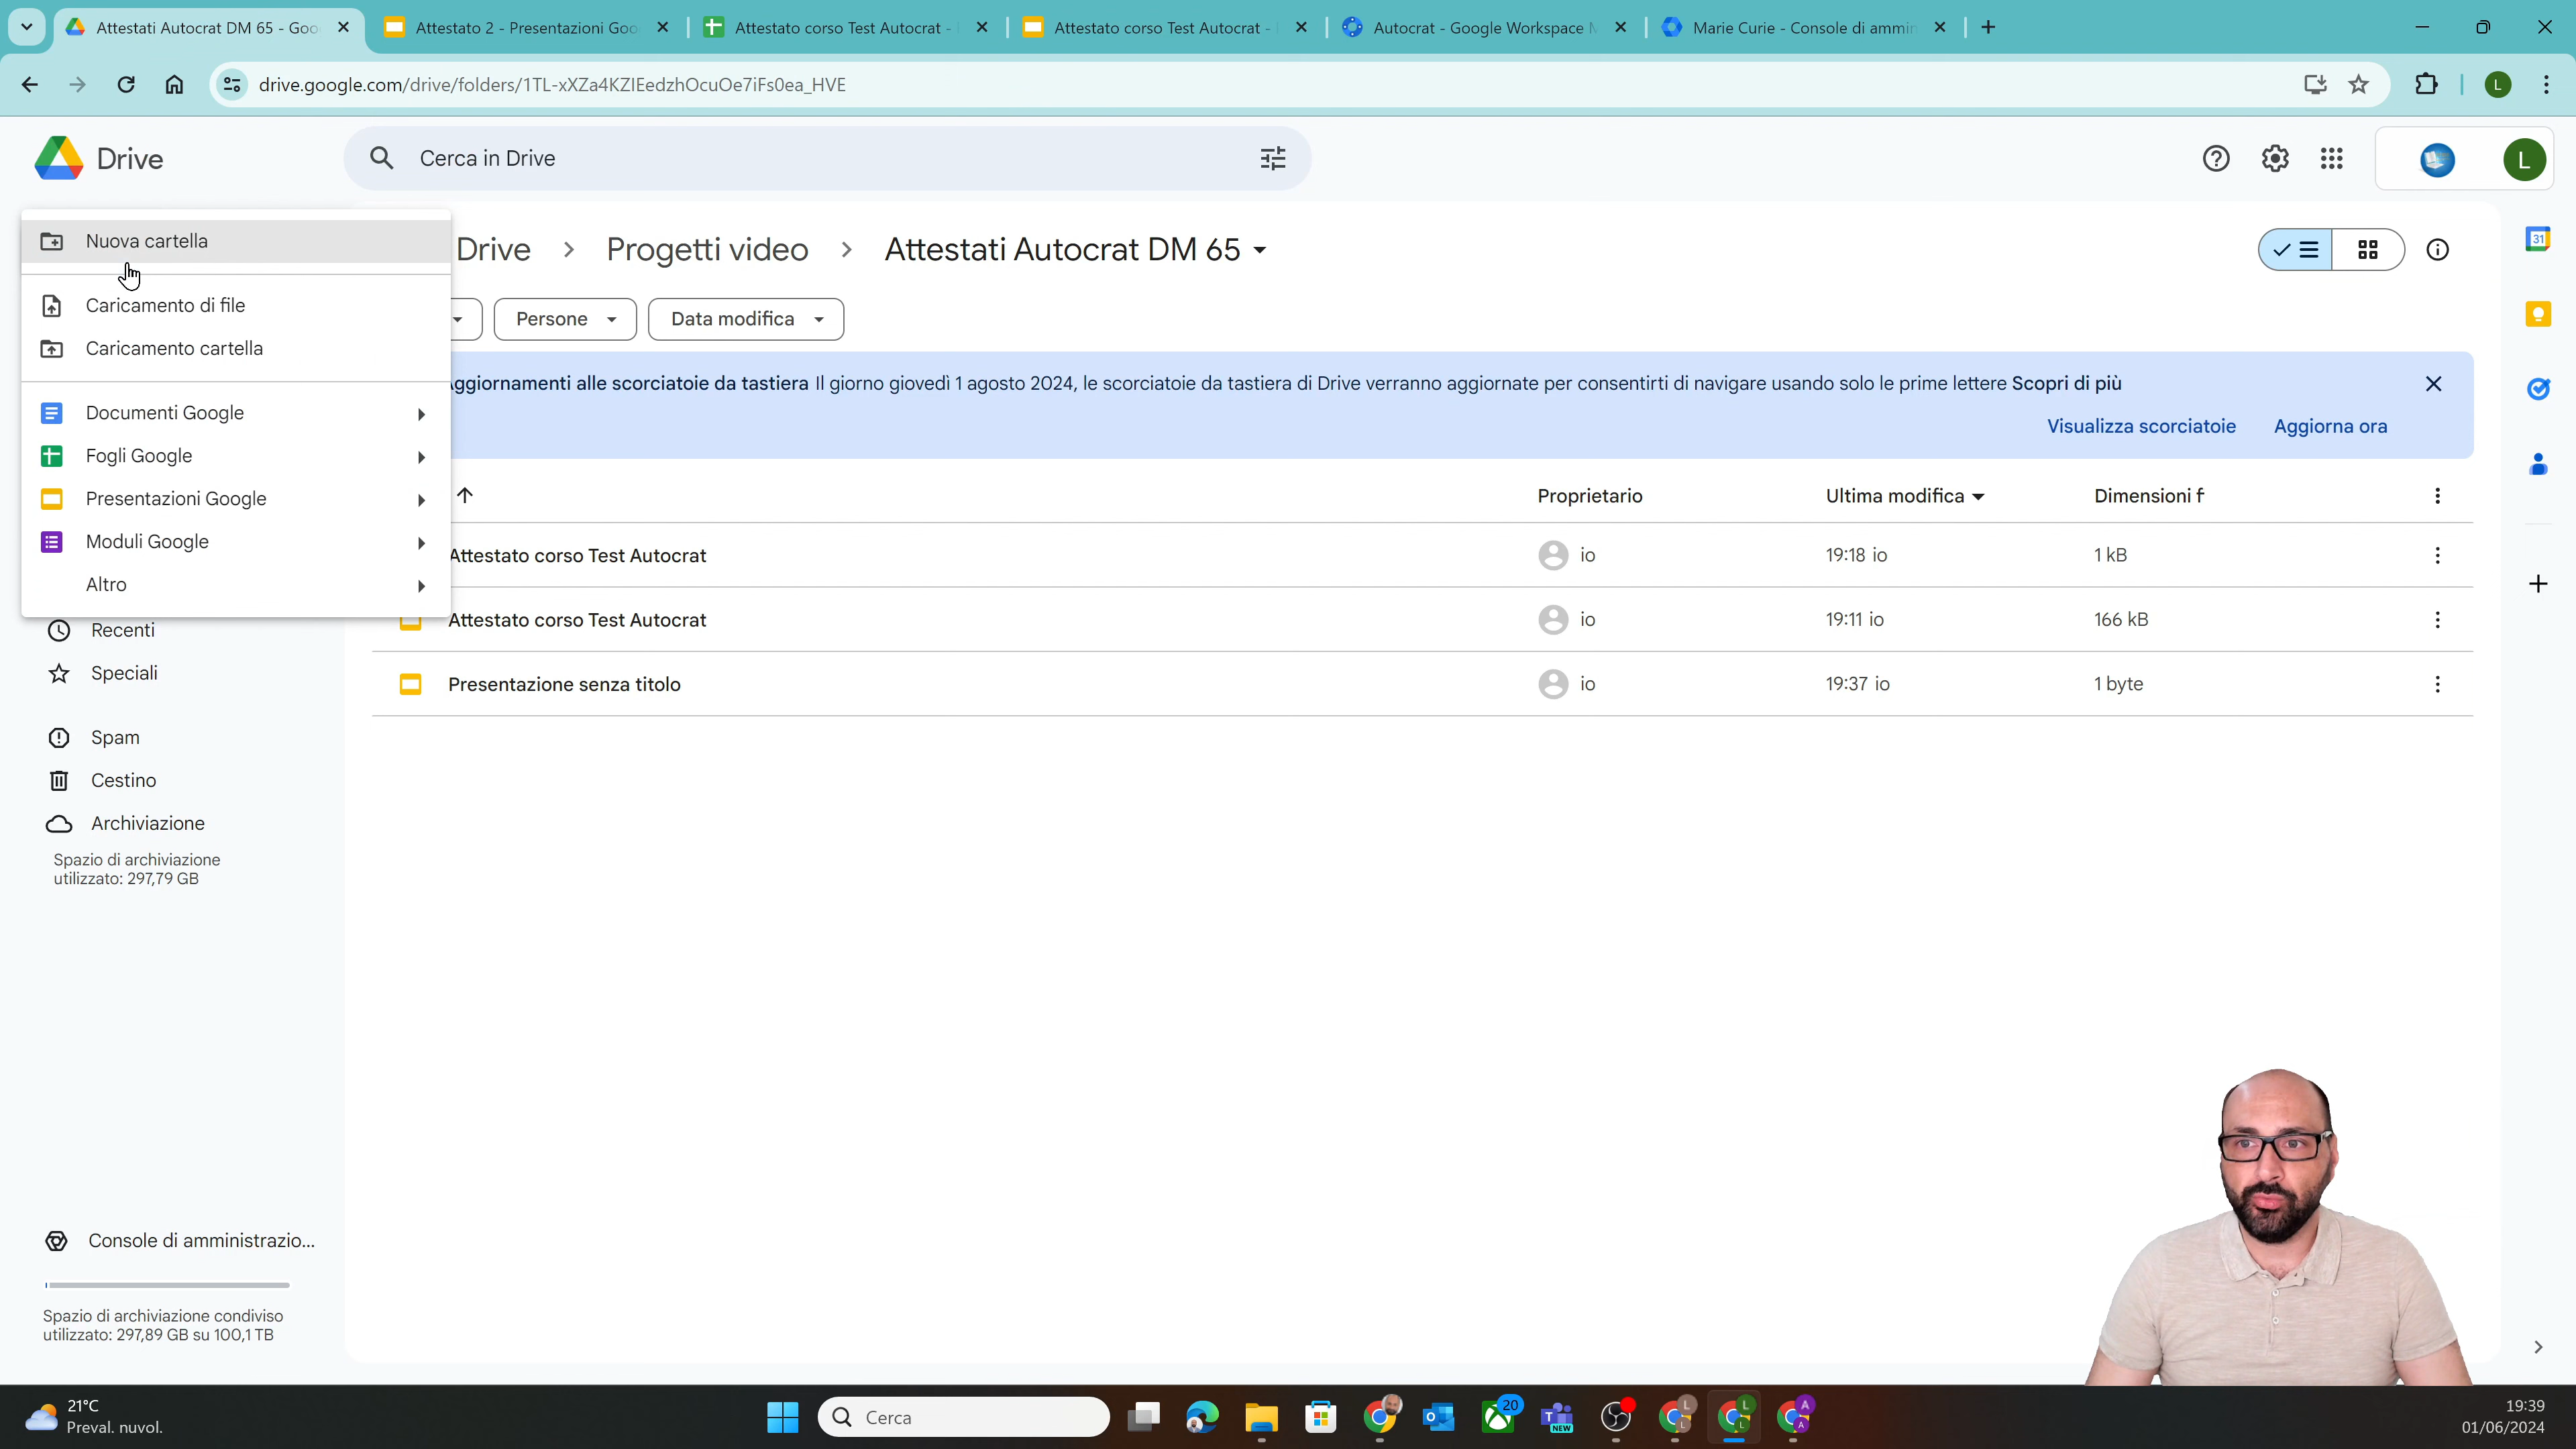 Attestati Autocrat DM 65 - Goo
Attestato 2 - Presentazioni Goo
Attestato corso Test Autocrat -
Attestato corso Test Autocrat -
Autocrat - Google Workspace M
Marie Curie - Console di ammin
drive.google.com/drive/folders/1TL-xXZa4KZIEedzhOcuOe7iFs0ea_HVE
L
Drive
Cerca in Drive
L
Nuova cartella
Caricamento di file
Caricamento cartella
Documenti Google
Fogli Google
Presentazioni Google
Moduli Google
Altro
Recenti
Speciali
Spam
Cestino
Archiviazione
Spazio di archiviazione
utilizzato: 297,79 GB
Console di amministrazio...
Spazio di archiviazione condiviso
utilizzato: 297,89 GB su 100,1 TB
Drive > Progetti video > Attestati Autocrat DM 65
Persone
Data modifica
ggiornamenti alle scorciatoie da tastiera Il giorno giovedì 1 agosto 2024, le scorciatoie da tastiera di Drive verranno aggiornate per consentirti di navigare usando solo le prime lettere Scopri di più
Visualizza scorciatoie Aggiorna ora
Proprietario Ultima modifica Dimensioni f
Attestato corso Test Autocrat io 19:18 io 1 kB
Attestato corso Test Autocrat io 19:11 io 166 kB
Presentazione senza titolo io 19:37 io 1 byte
31
21°C
Preval. nuvol.
Cerca
20
NEW
L
L
L
L
A
A
19:39
01/06/2024